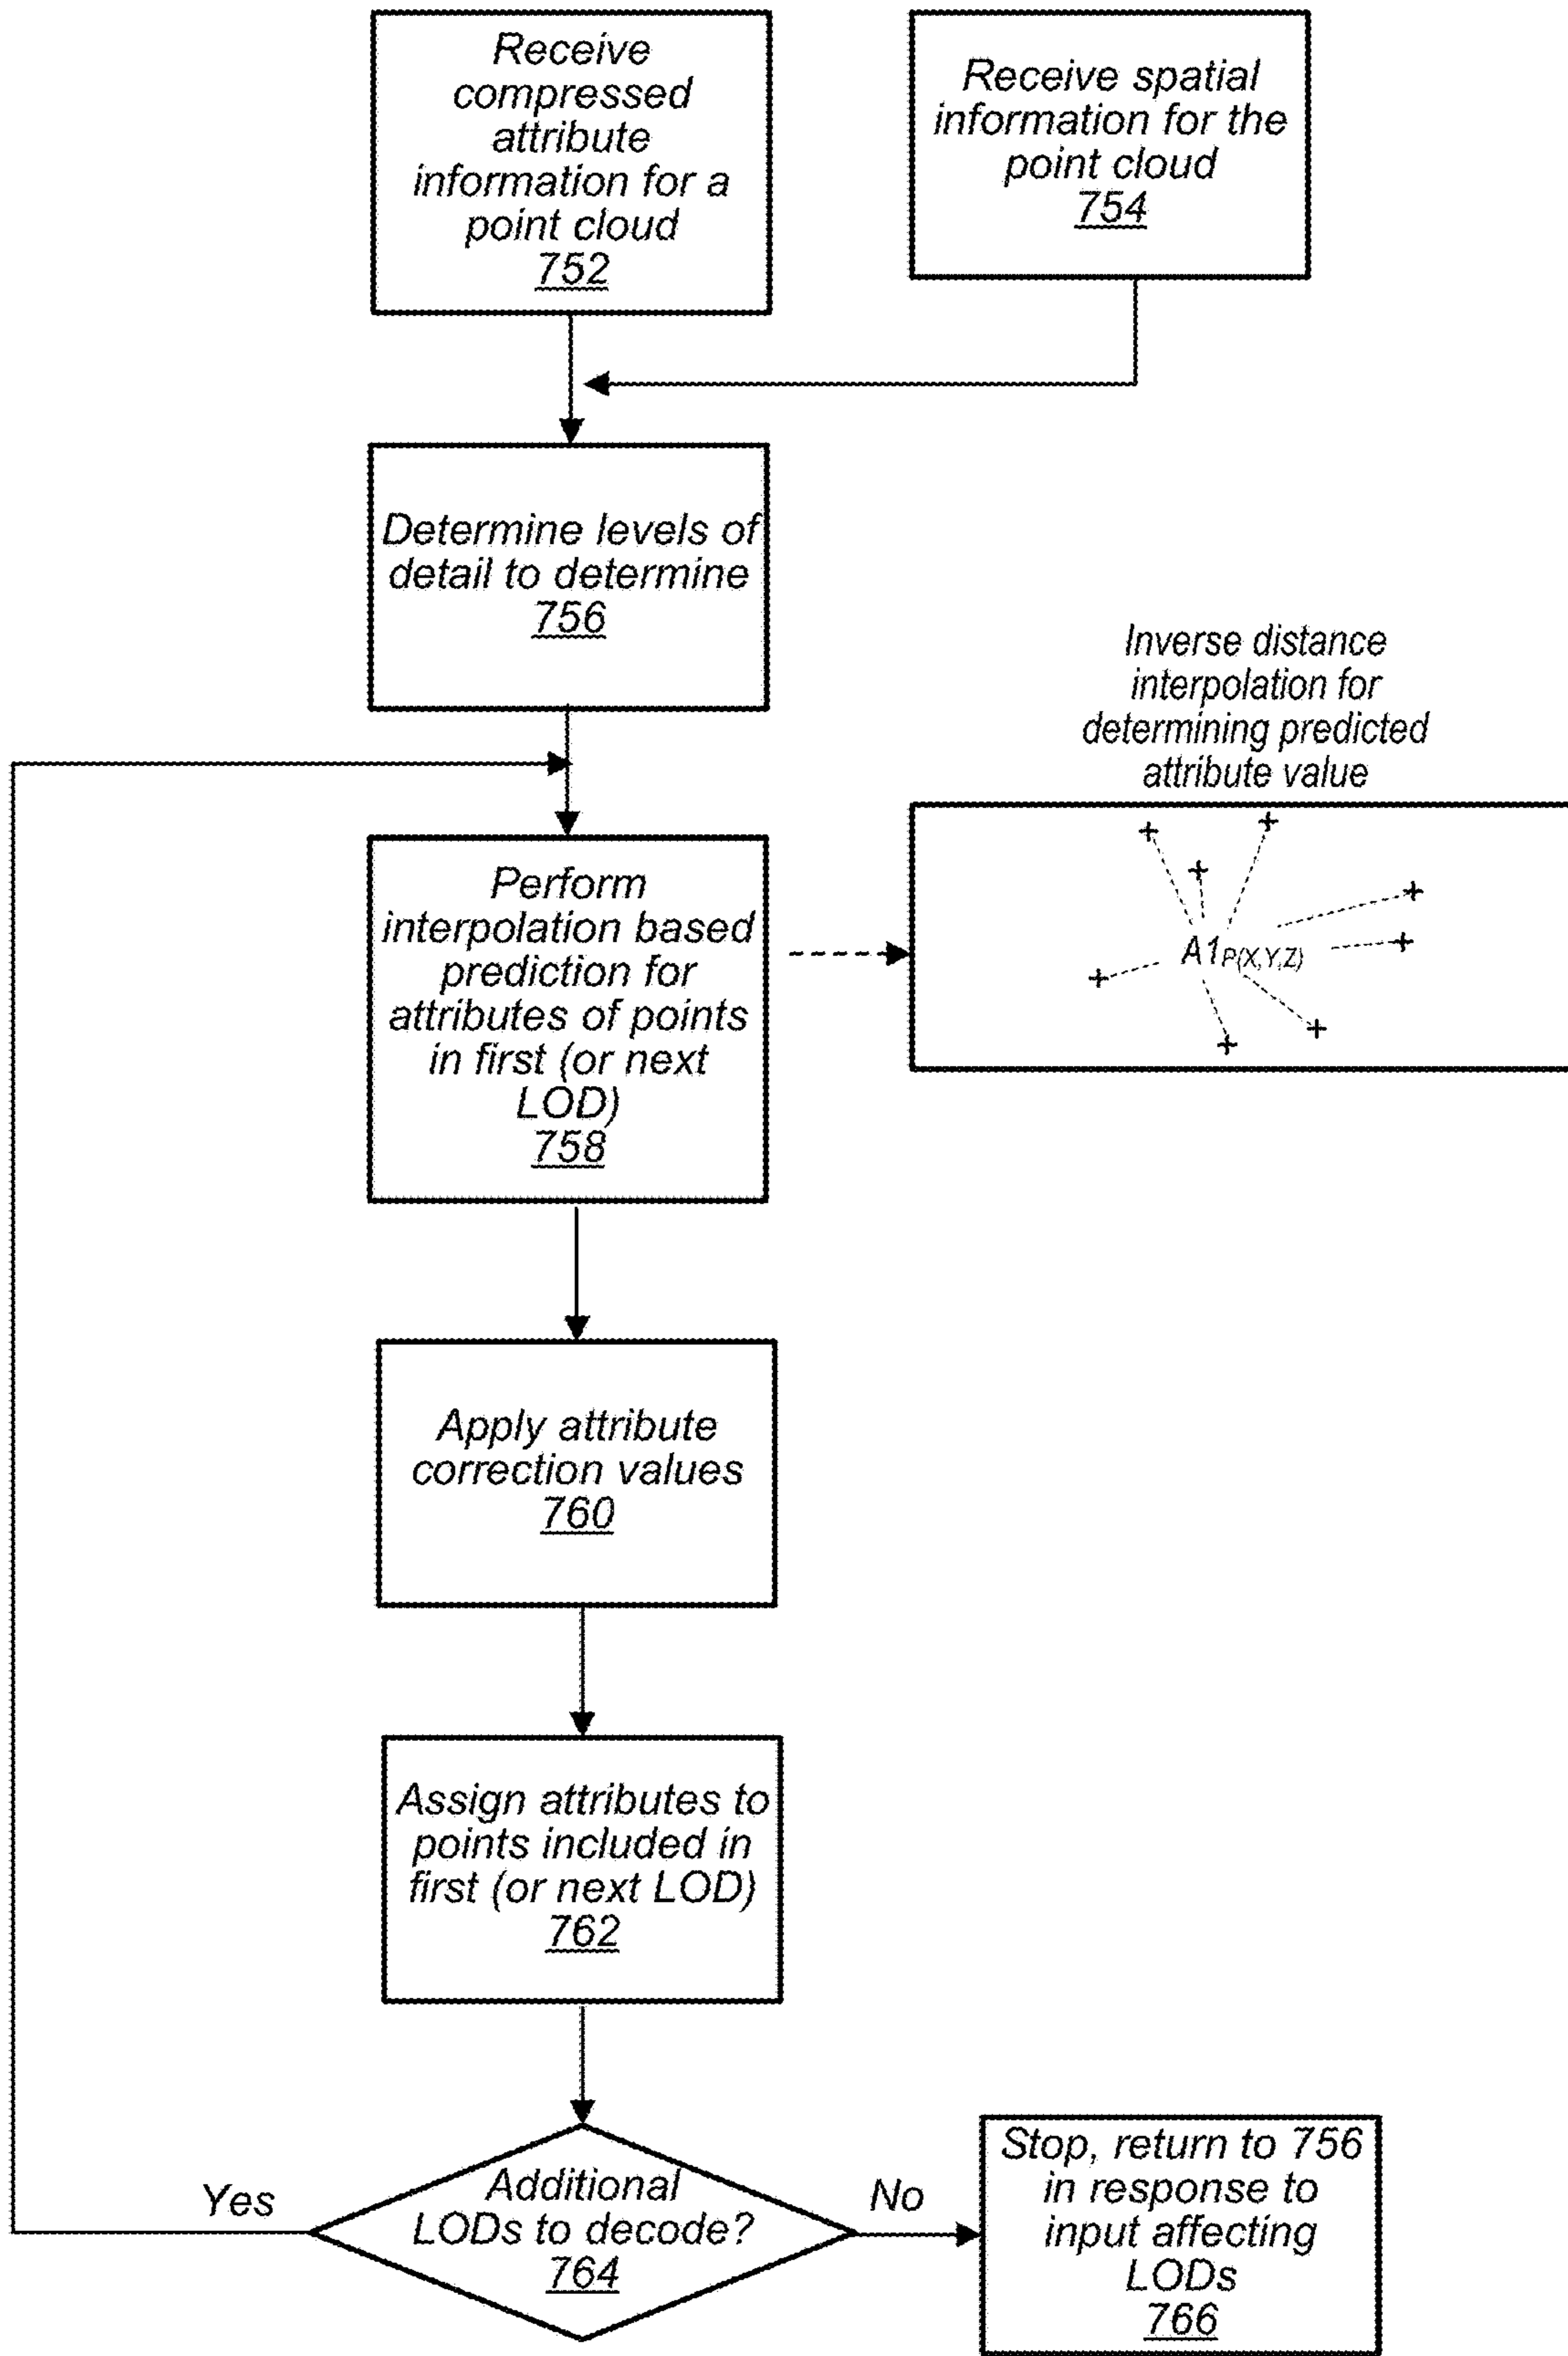 Receive
compressed
attribute
information for a
point cloud
752
Receive spatial
information for the
point cloud
754
Determine levels of
detail to determine
756
Inverse distance
interpolation for
determining predicted
attribute value
Perform
interpolation based
prediction for
attributes of points
in first (or next
LOD)
758
A1P(X,Y,Z)
Apply attribute
correction values
760
Assign attributes to
points included in
first (or next LOD)
762
Additional
LODs to decode?
764
Yes
No
Stop, return to 756
in response to
input affecting
LODs
766